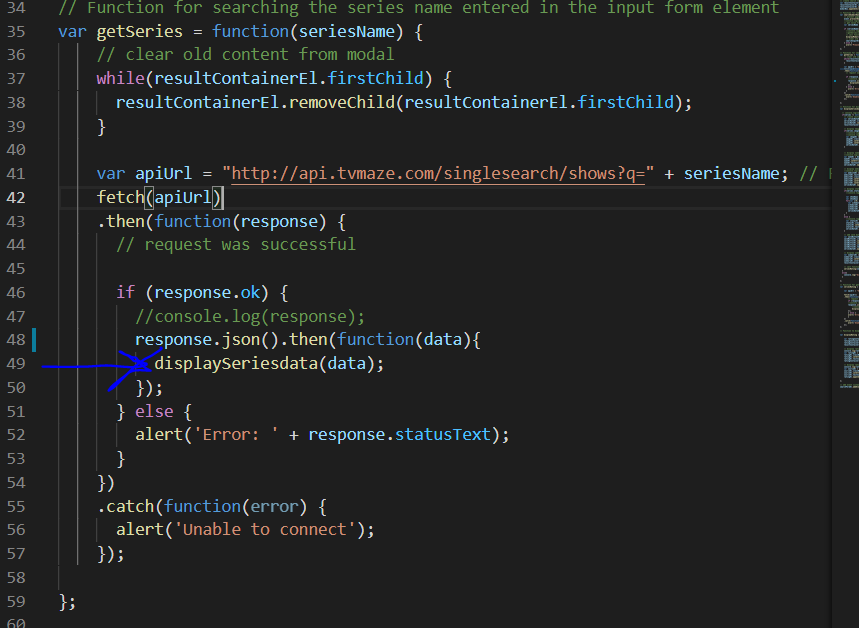 34 // Function for searching the series name entered in the input form element
35 var getSeries = function(seriesName) {
36 // clear old content from modal
37 while(resultContainerEl.firstChild) {
38 resultContainerEl.removeChild(resultContainerEl.firstChild);
39 }
40
41 var apiUrl = "http://api.tvmaze.com/singlesearch/shows?q=" + seriesName; //
42 fetch(apiUrl)
43 .then(function(response) {
44 // request was successful
45
46 if (response.ok) {
47 //console.log(response);
48 response.json().then(function(data){
49 displaySeriesdata(data);
50 });
51 } else {
52 alert('Error: ' + response.statusText);
53 }
54 })
55 .catch(function(error) {
56 alert('Unable to connect');
57 });
58
59 };
60